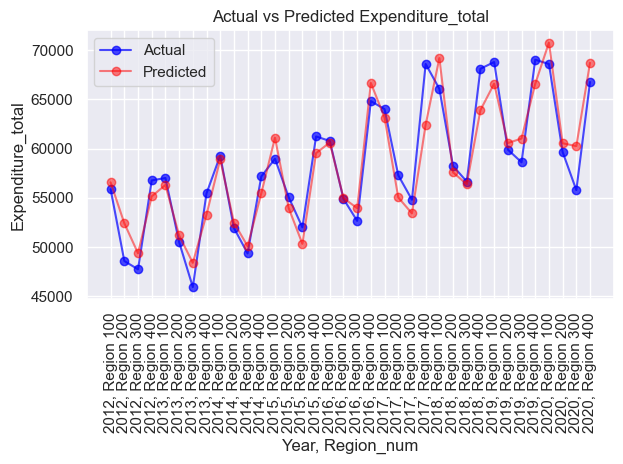 Actual vs Predicted Expenditure_total
Actual
Predicted
Expenditure_total
70000
65000
60000
55000
50000
45000
2012, Region 100
2012, Region 200
2012, Region 300
2012, Region 400
2013, Region 100
2013, Region 200
2013, Region 300
2013, Region 400
2014, Region 100
2014, Region 200
2014, Region 300
2014, Region 400
2015, Region 100
2015, Region 200
2015, Region 300
2015, Region 400
2016, Region 100
2016, Region 200
2016, Region 300
2016, Region 400
2017, Region 100
2017, Region 200
2017, Region 300
2017, Region 400
2018, Region 100
2018, Region 200
2018, Region 300
2018, Region 400
2019, Region 100
2019, Region 200
2019, Region 300
2019, Region 400
2020, Region 100
2020, Region 200
2020, Region 300
2020, Region 400
Year, Region_num